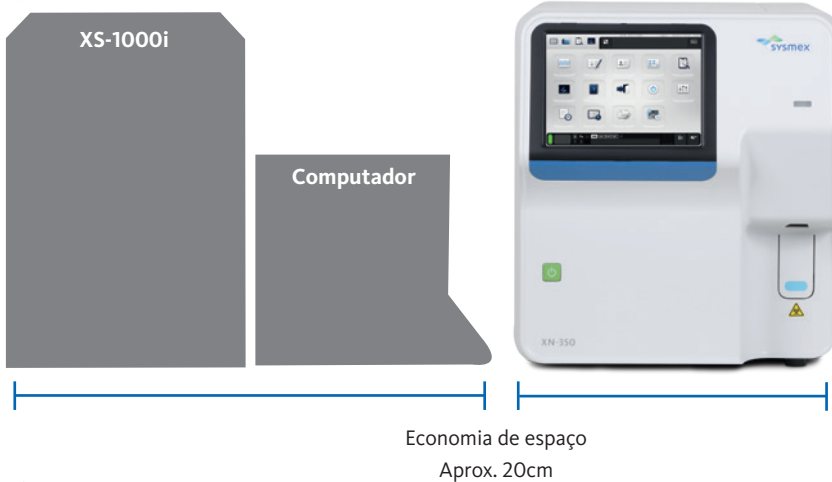 XS-1000i
Computador
sysmex
XN-350
Economia de espaço
Aprox. 20cm